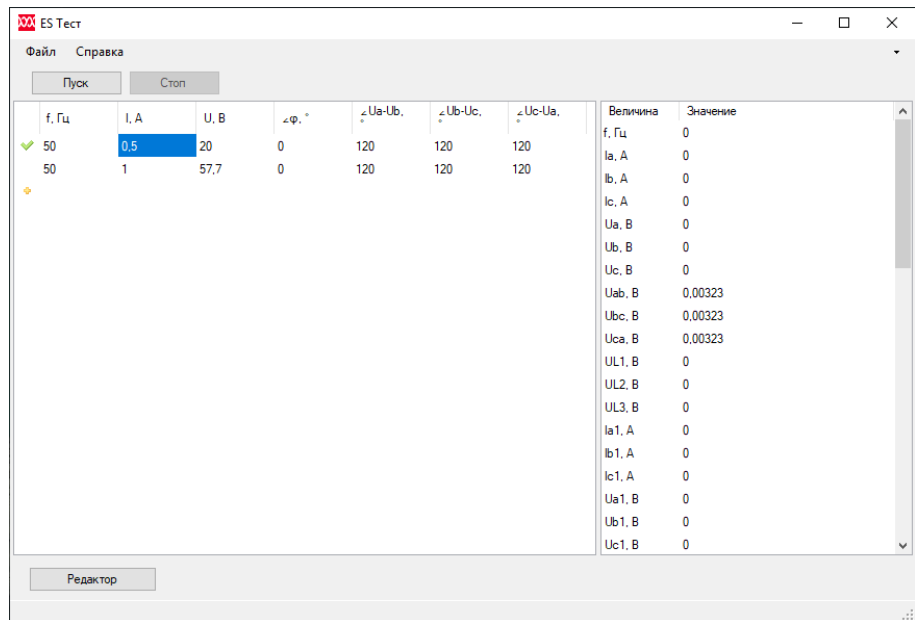 ES Тест
Файл Справка
Пуск Стоп
f, Гц I, А U, В ∠φ, ° ∠Ua-Ub, ° ∠Ub-Uc, ° ∠Uc-Ua, °
50 0,5 20 0 120 120 120
50 1 57,7 0 120 120 120
Величина Значение
f, Гц 0
Ia, А 0
Ib, А 0
Ic, А 0
Ua, В 0
Ub, В 0
Uc, В 0
Uab, В 0,00323
Ubc, В 0,00323
Uca, В 0,00323
UL1, В 0
UL2, В 0
UL3, В 0
Ia1, А 0
Ib1, А 0
Ic1, А 0
Ua1, В 0
Ub1, В 0
Uc1, В 0
Редактор